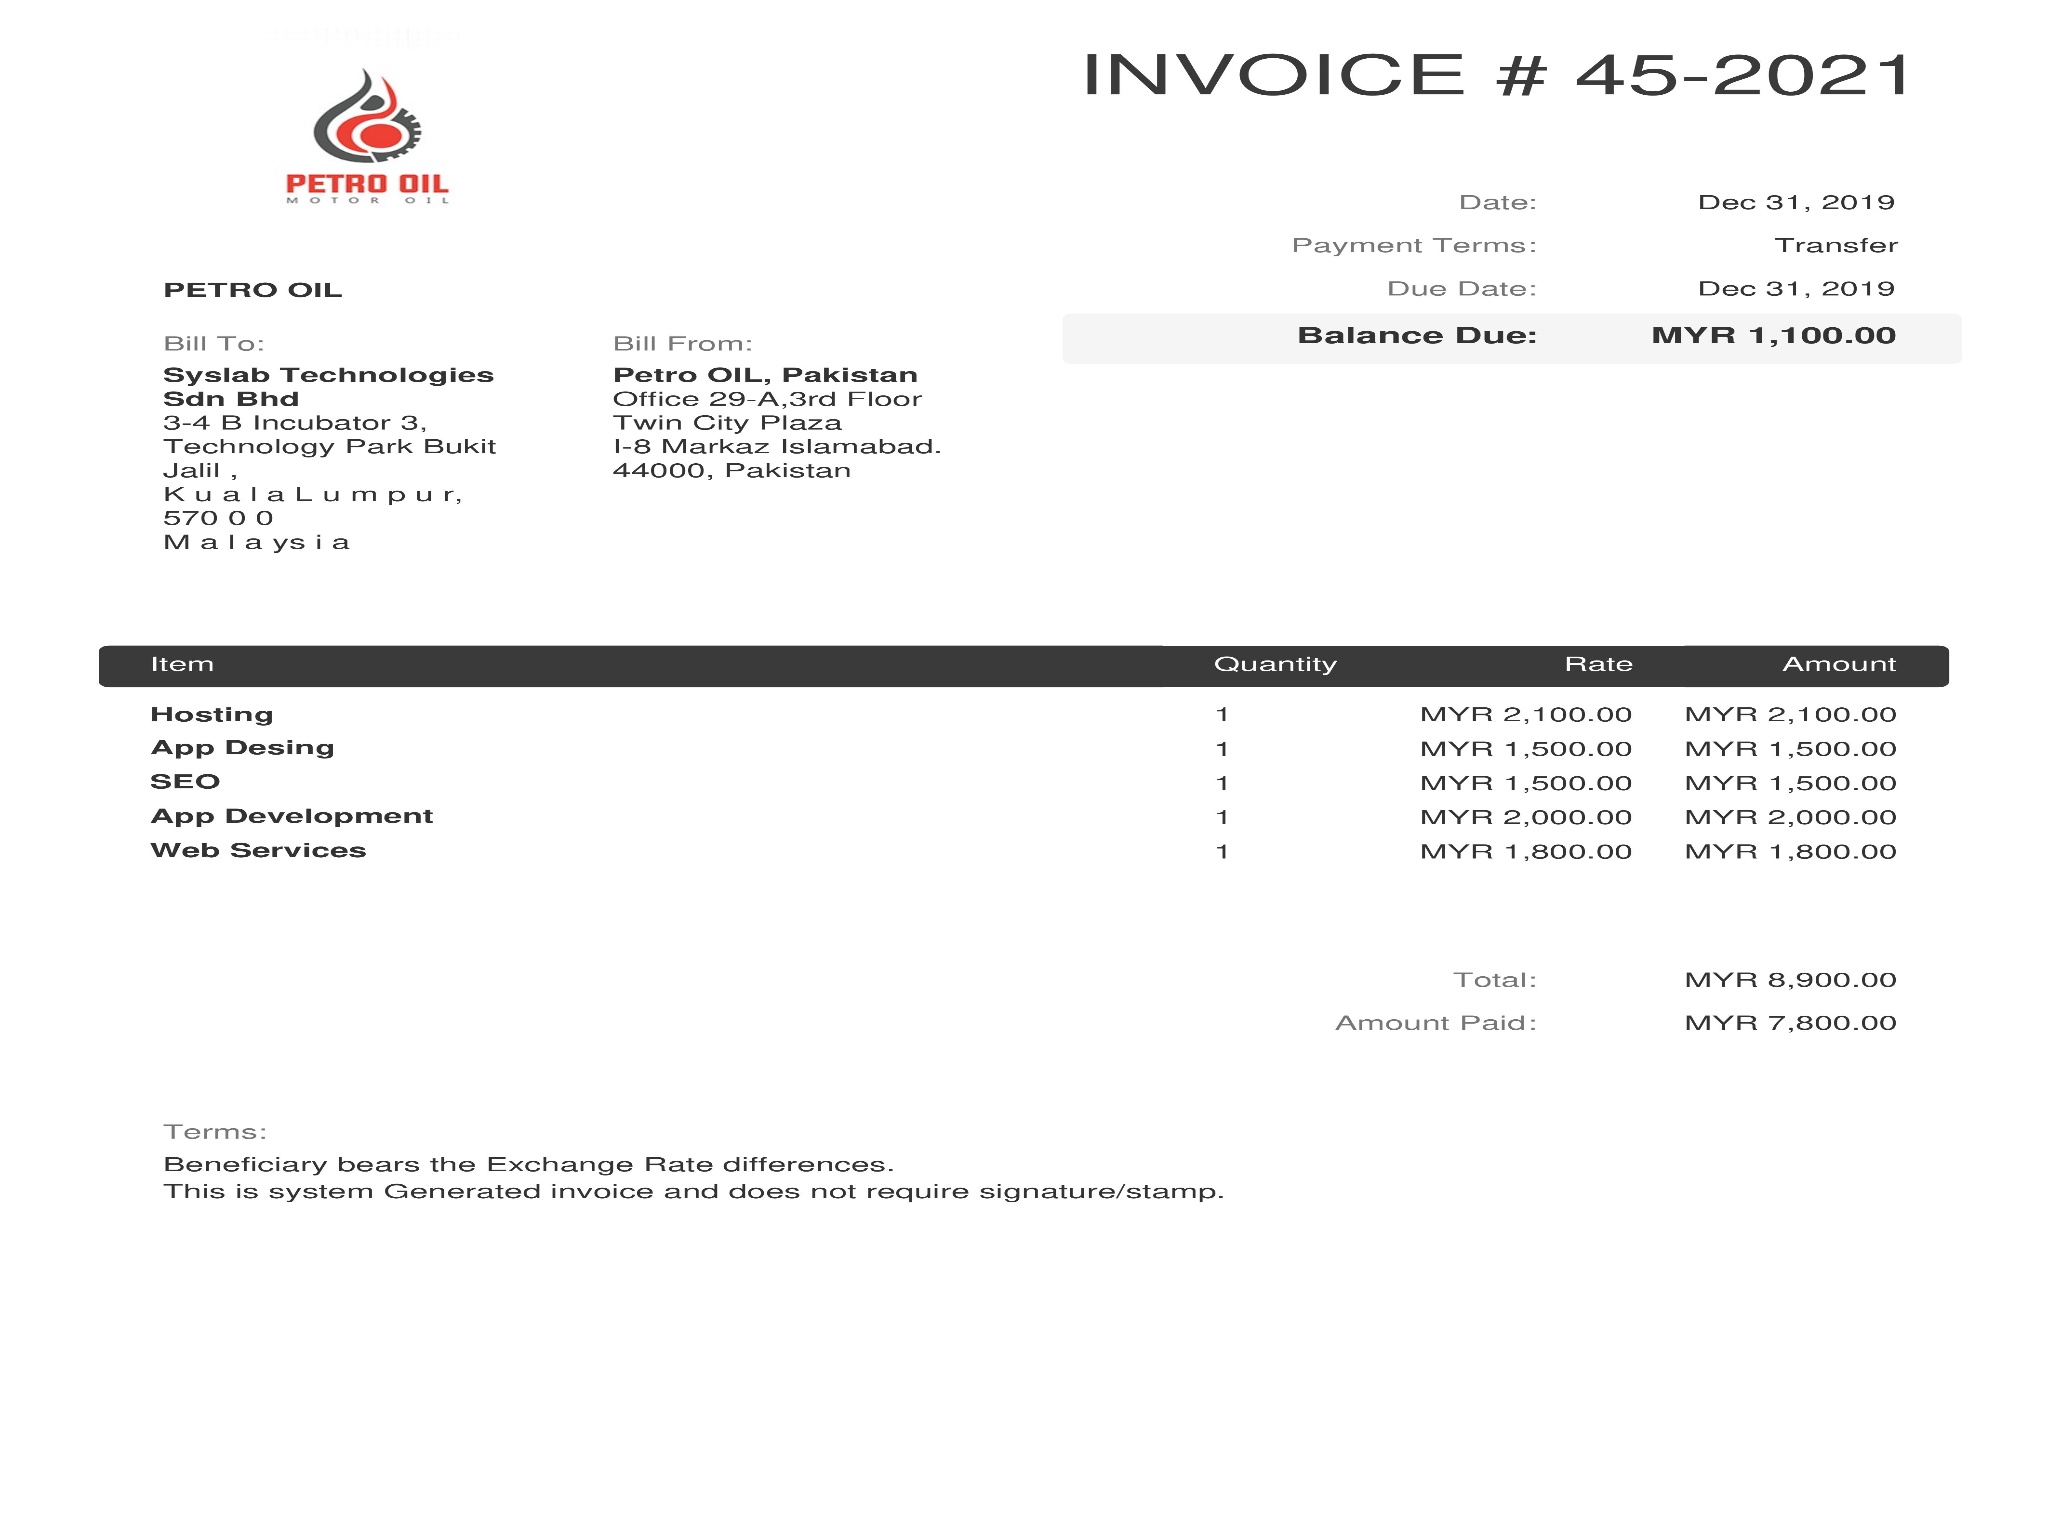 INVOICE # 45-2021
PETRO OIL
MOTOR OIL
Date: Dec 31, 2019
Payment Terms: Transfer
Due Date: Dec 31, 2019
Balance Due: MYR 1,100.00
PETRO OIL
Bill To:
Syslab Technologies
Sdn Bhd
3-4 B Incubator 3,
Technology Park Bukit
Jalil ,
K u a l a L u m p u r,
570 0 0
M a l a ys i a
Bill From:
Petro OIL, Pakistan
Office 29-A,3rd Floor
Twin City Plaza
I-8 Markaz Islamabad.
44000, Pakistan
Item Quantity Rate Amount
Hosting 1 MYR 2,100.00 MYR 2,100.00
App Desing 1 MYR 1,500.00 MYR 1,500.00
SEO 1 MYR 1,500.00 MYR 1,500.00
App Development 1 MYR 2,000.00 MYR 2,000.00
Web Services 1 MYR 1,800.00 MYR 1,800.00
Total: MYR 8,900.00
Amount Paid: MYR 7,800.00
Terms:
Beneficiary bears the Exchange Rate differences.
This is system Generated invoice and does not require signature/stamp.